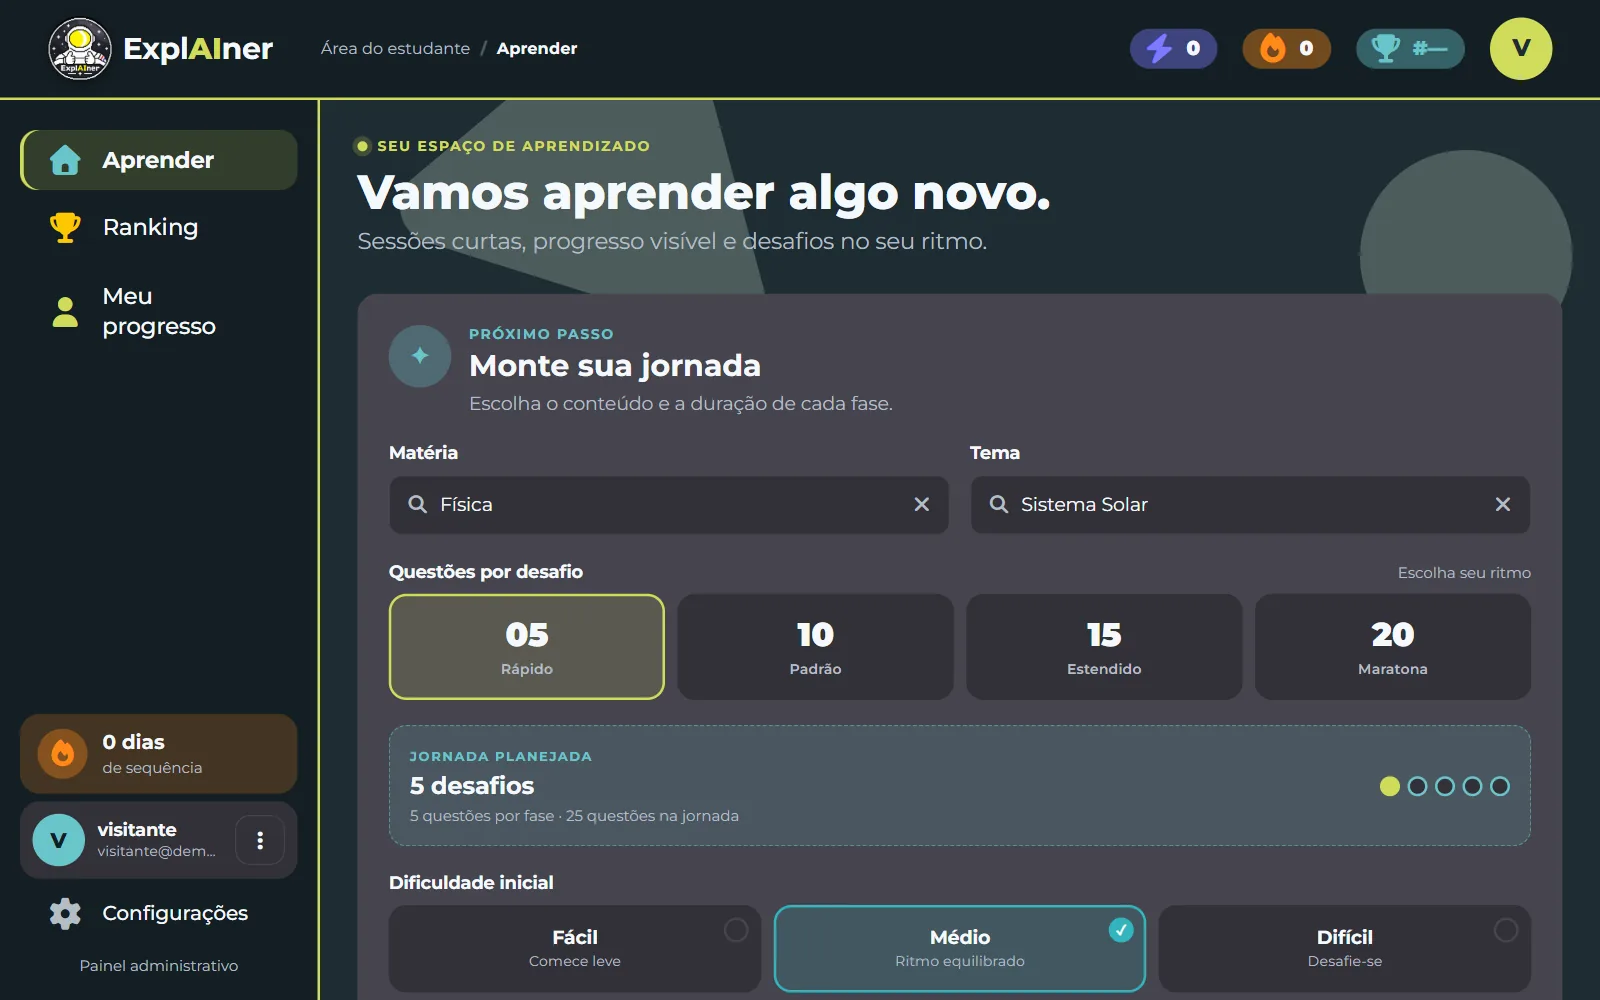 ExplAIner
ExplAIner
Área do estudante / Aprender
0
0
#—
V
Aprender
Ranking
Meu
progresso
0 dias
de sequência
V
visitante
visitante@dem...
Configurações
Painel administrativo
SEU ESPAÇO DE APRENDIZADO
Vamos aprender algo novo.
Sessões curtas, progresso visível e desafios no seu ritmo.
PRÓXIMO PASSO
Monte sua jornada
Escolha o conteúdo e a duração de cada fase.
Matéria
Tema
Física
Sistema Solar
Questões por desafio
Escolha seu ritmo
05
Rápido
10
Padrão
15
Estendido
20
Maratona
JORNADA PLANEJADA
5 desafios
5 questões por fase · 25 questões na jornada
Dificuldade inicial
Fácil
Comece leve
Médio
Ritmo equilibrado
Difícil
Desafie-se